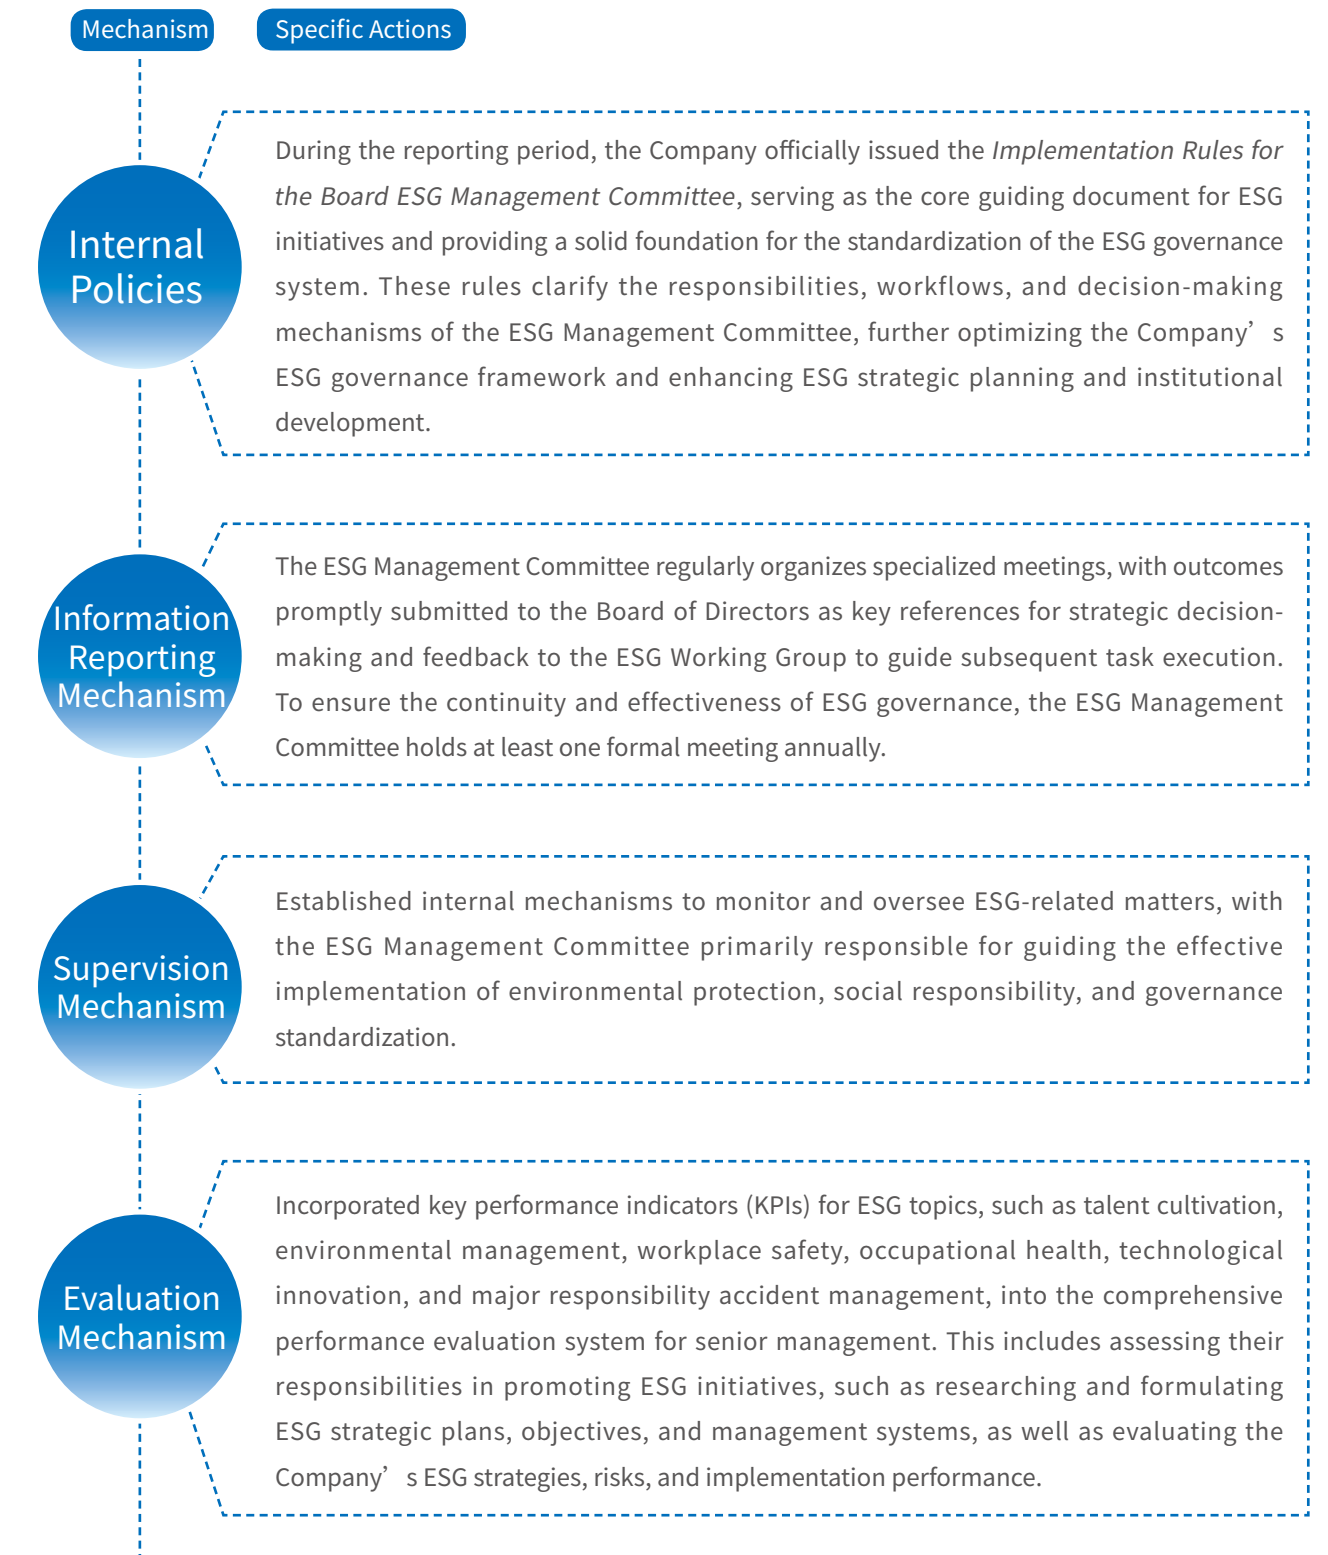 Mechanism
Specific Actions
Internal
Policies
During the reporting period, the Company officially issued the Implementation Rules for
the Board ESG Management Committee, serving as the core guiding document for ESG
initiatives and providing a solid foundation for the standardization of the ESG governance
system. These rules clarify the responsibilities, workflows, and decision-making
mechanisms of the ESG Management Committee, further optimizing the Company’ s
ESG governance framework and enhancing ESG strategic planning and institutional
development.
Information
Reporting
Mechanism
The ESG Management Committee regularly organizes specialized meetings, with outcomes
promptly submitted to the Board of Directors as key references for strategic decision-
making and feedback to the ESG Working Group to guide subsequent task execution.
To ensure the continuity and effectiveness of ESG governance, the ESG Management
Committee holds at least one formal meeting annually.
Supervision
Mechanism
Established internal mechanisms to monitor and oversee ESG-related matters, with
the ESG Management Committee primarily responsible for guiding the effective
implementation of environmental protection, social responsibility, and governance
standardization.
Evaluation
Mechanism
Incorporated key performance indicators (KPIs) for ESG topics, such as talent cultivation,
environmental management, workplace safety, occupational health, technological
innovation, and major responsibility accident management, into the comprehensive
performance evaluation system for senior management. This includes assessing their
responsibilities in promoting ESG initiatives, such as researching and formulating
ESG strategic plans, objectives, and management systems, as well as evaluating the
Company’ s ESG strategies, risks, and implementation performance.